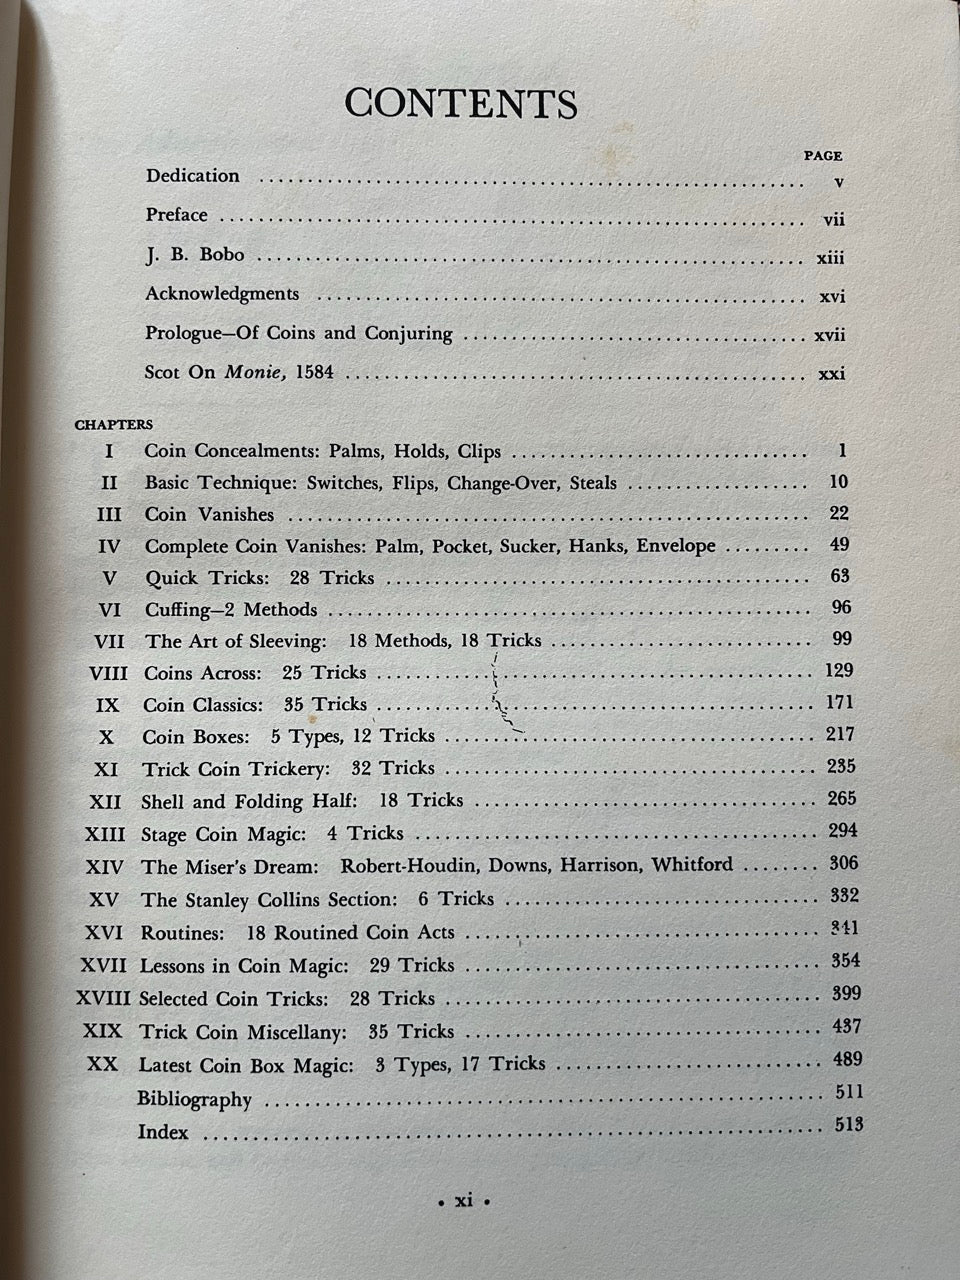 CONTENTS
PAGE
Dedication ........................................................ v
Preface ............................................................ vii
J. B. Bobo ........................................................ xiii
Acknowledgments .................................................. xvi
Prologue—Of Coins and Conjuring ................................... xvii
Scot On Monie, 1584 ............................................... xxi
CHAPTERS
I Coin Concealments: Palms, Holds, Clips ............................... 1
II Basic Technique: Switches, Flips, Change-Over, Steals ................... 10
III Coin Vanishes ...................................................... 22
IV Complete Coin Vanishes: Palm, Pocket, Sucker, Hanks, Envelope ......... 49
V Quick Tricks: 28 Tricks ............................................ 63
VI Cuffing—2 Methods ................................................. 96
VII The Art of Sleeving: 18 Methods, 18 Tricks ........................... 99
VIII Coins Across: 25 Tricks ............................................. 129
IX Coin Classics: 35 Tricks ............................................. 171
X Coin Boxes: 5 Types, 12 Tricks ...................................... 217
XI Trick Coin Trickery: 32 Tricks ...................................... 235
XII Shell and Folding Half: 18 Tricks ................................... 265
XIII Stage Coin Magic: 4 Tricks ......................................... 294
XIV The Miser's Dream: Robert-Houdin, Downs, Harrison, Whitford ........ 306
XV The Stanley Collins Section: 6 Tricks ................................ 332
XVI Routines: 18 Routined Coin Acts .................................... 341
XVII Lessons in Coin Magic: 29 Tricks .................................... 354
XVIII Selected Coin Tricks: 28 Tricks ...................................... 399
XIX Trick Coin Miscellany: 35 Tricks .................................... 437
XX Latest Coin Box Magic: 3 Types, 17 Tricks ........................... 489
Bibliography ........................................................ 511
Index .............................................................. 513
• xi •